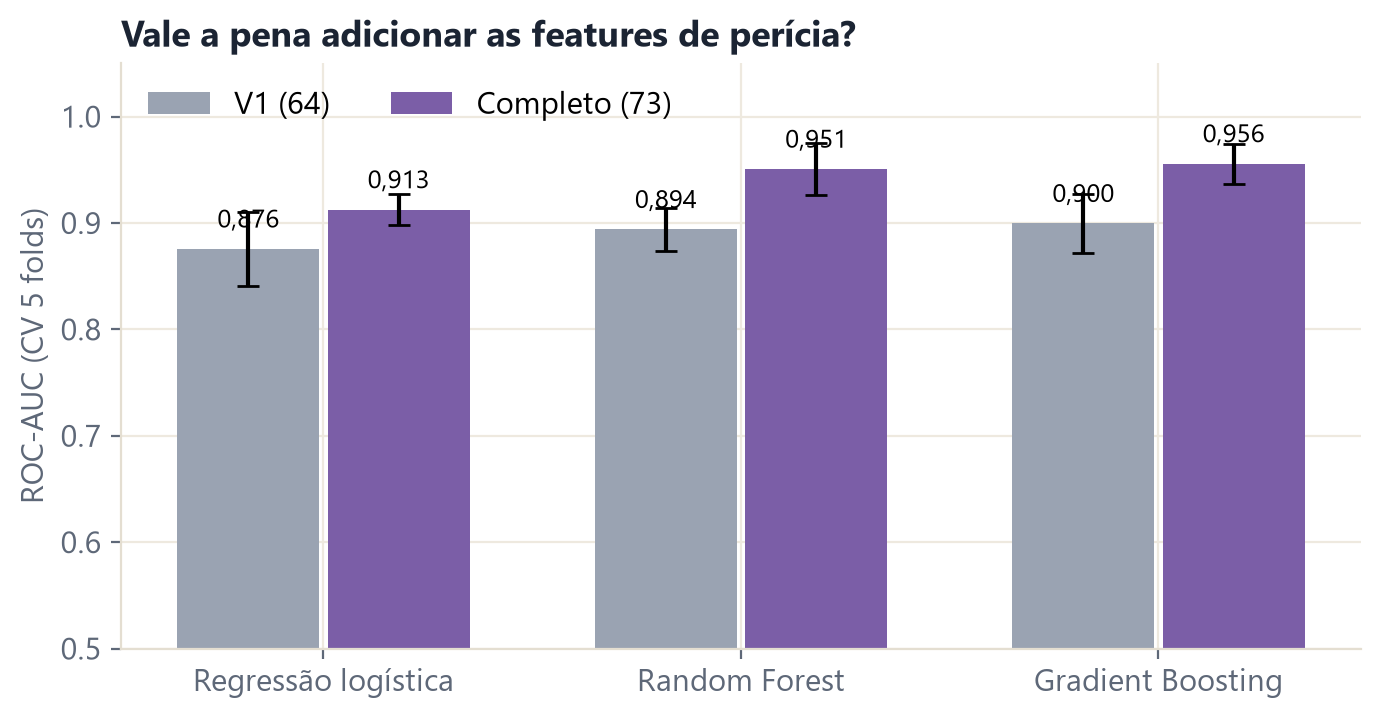 Vale a pena adicionar as features de perícia?
V1 (64)
Completo (73)
ROC-AUC (CV 5 folds)
1.0
0.9
0.8
0.7
0.6
0.5
0,876
0,913
0,894
0,951
0,900
0,956
Regressão logística
Random Forest
Gradient Boosting